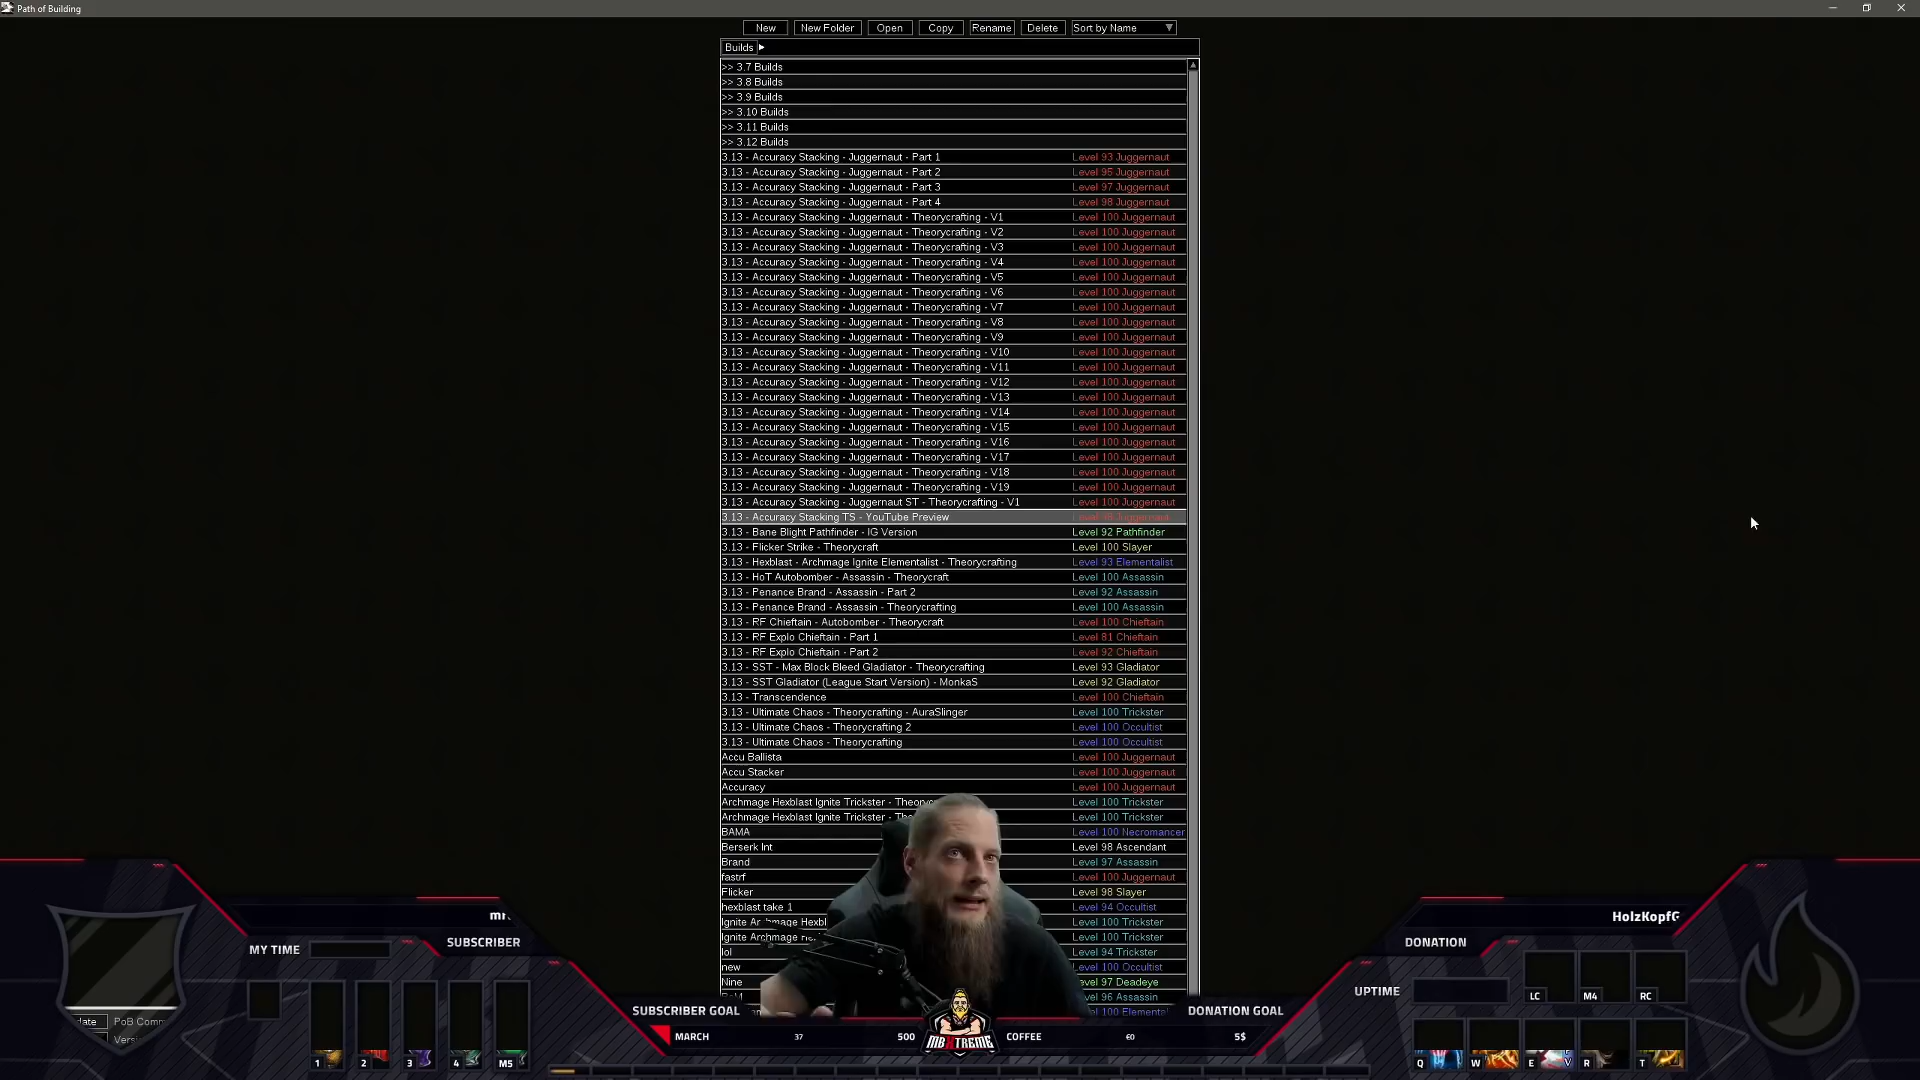 Path of Building
New
New Folder
Open
Copy
Rename
Delete
Sort by Name
Builds
>> 3.7 Builds
>> 3.8 Builds
>> 3.9 Builds
>> 3.10 Builds
>> 3.11 Builds
>> 3.12 Builds
3.13 - Accuracy Stacking - Juggernaut - Part 1 Level 93 Juggernaut
3.13 - Accuracy Stacking - Juggernaut - Part 2 Level 95 Juggernaut
3.13 - Accuracy Stacking - Juggernaut - Part 3 Level 97 Juggernaut
3.13 - Accuracy Stacking - Juggernaut - Part 4 Level 98 Juggernaut
3.13 - Accuracy Stacking - Juggernaut - Theorycrafting - V1 Level 100 Juggernaut
3.13 - Accuracy Stacking - Juggernaut - Theorycrafting - V2 Level 100 Juggernaut
3.13 - Accuracy Stacking - Juggernaut - Theorycrafting - V3 Level 100 Juggernaut
3.13 - Accuracy Stacking - Juggernaut - Theorycrafting - V4 Level 100 Juggernaut
3.13 - Accuracy Stacking - Juggernaut - Theorycrafting - V5 Level 100 Juggernaut
3.13 - Accuracy Stacking - Juggernaut - Theorycrafting - V6 Level 100 Juggernaut
3.13 - Accuracy Stacking - Juggernaut - Theorycrafting - V7 Level 100 Juggernaut
3.13 - Accuracy Stacking - Juggernaut - Theorycrafting - V8 Level 100 Juggernaut
3.13 - Accuracy Stacking - Juggernaut - Theorycrafting - V9 Level 100 Juggernaut
3.13 - Accuracy Stacking - Juggernaut - Theorycrafting - V10 Level 100 Juggernaut
3.13 - Accuracy Stacking - Juggernaut - Theorycrafting - V11 Level 100 Juggernaut
3.13 - Accuracy Stacking - Juggernaut - Theorycrafting - V12 Level 100 Juggernaut
3.13 - Accuracy Stacking - Juggernaut - Theorycrafting - V13 Level 100 Juggernaut
3.13 - Accuracy Stacking - Juggernaut - Theorycrafting - V14 Level 100 Juggernaut
3.13 - Accuracy Stacking - Juggernaut - Theorycrafting - V15 Level 100 Juggernaut
3.13 - Accuracy Stacking - Juggernaut - Theorycrafting - V16 Level 100 Juggernaut
3.13 - Accuracy Stacking - Juggernaut - Theorycrafting - V17 Level 100 Juggernaut
3.13 - Accuracy Stacking - Juggernaut - Theorycrafting - V18 Level 100 Juggernaut
3.13 - Accuracy Stacking - Juggernaut - Theorycrafting - V19 Level 100 Juggernaut
3.13 - Accuracy Stacking - Juggernaut ST - Theorycrafting - V1 Level 100 Juggernaut
3.13 - Accuracy Stacking TS - YouTube Preview Juggernaut
3.13 - Bane Blight Pathfinder - IG Version Level 92 Pathfinder
3.13 - Flicker Strike - Theorycraft Level 100 Slayer
3.13 - Hexblast - Archmage Ignite Elementalist - Theorycrafting Level 93 Elementalist
3.13 - HoT Autobomber - Assassin - Theorycraft Level 100 Assassin
3.13 - Penance Brand - Assassin - Part 2 Level 92 Assassin
3.13 - Penance Brand - Assassin - Theorycrafting Level 100 Assassin
3.13 - RF Chieftain - Autobomber - Theorycraft Level 100 Chieftain
3.13 - RF Explo Chieftain - Part 1 Level 81 Chieftain
3.13 - RF Explo Chieftain - Part 2 Level 92 Chieftain
3.13 - SST - Max Block Bleed Gladiator - Theorycrafting Level 93 Gladiator
3.13 - SST Gladiator (League Start Version) - MonkaS Level 92 Gladiator
3.13 - Transcendence Level 100 Chieftain
3.13 - Ultimate Chaos - Theorycrafting - AuraSlinger Level 100 Trickster
3.13 - Ultimate Chaos - Theorycrafting 2 Level 100 Occultist
3.13 - Ultimate Chaos - Theorycrafting Level 100 Occultist
Accu Ballista Level 100 Juggernaut
Accu Stacker Level 100 Juggernaut
Accuracy Level 100 Juggernaut
Archmage Hexblast Ignite Trickster - Theoryc Level 100 Trickster
Archmage Hexblast Ignite Trickster - The Level 100 Trickster
BAMA Level 100 Necromancer
Berserk Int Level 98 Ascendant
Brand Level 97 Assassin
fastrf Level 100 Juggernaut
Flicker Level 98 Slayer
hexblast take 1 Level 94 Occultist
Ignite Hexbl Level 100 Trickster
Ignite Archmage Level 100 Trickster
lol Level 94 Trickster
new Level 100 Occultist
Nine Level 97 Deadeye
96 Assassin
100 Elemental
MY TIME
SUBSCRIBER
1 2 3 4 M5
SUBSCRIBER GOAL
MARCH 37 500
MBXTREME
COFFEE €0 5$
DONATION GOAL
HolzKopfG
DONATION
UPTIME
LC M4 RC
Q W E R T
date
PoB Comm
Versi